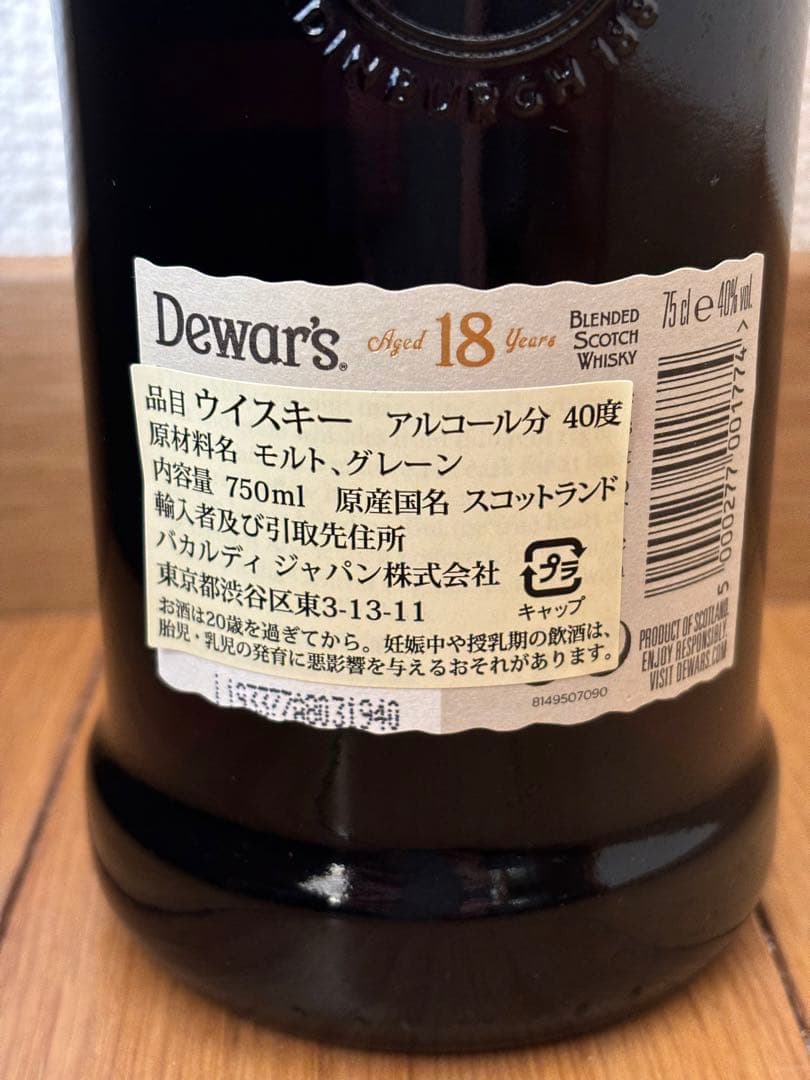 DINBURGH 188
Dewar's®
Aged 18 Years
BLENDED
SCOTCH
WHISKY
75 cl e 40% vol.
品目 ウイスキー アルコール分 40度
原材料名 モルト、グレーン
内容量 750ml 原産国名 スコットランド
輸入者及び引取先住所
バカルディ ジャパン株式会社
東京都渋谷区東3-13-11
プラ
キャップ
お酒は20歳を過ぎてから。妊娠中や授乳期の飲酒は、
胎児・乳児の発育に悪影響を与えるおそれがあります。
5 000277 001774 >
PRODUCT OF SCOTLAND.
ENJOY RESPONSIBLY.
VISIT DEWARS.COM
8149507090